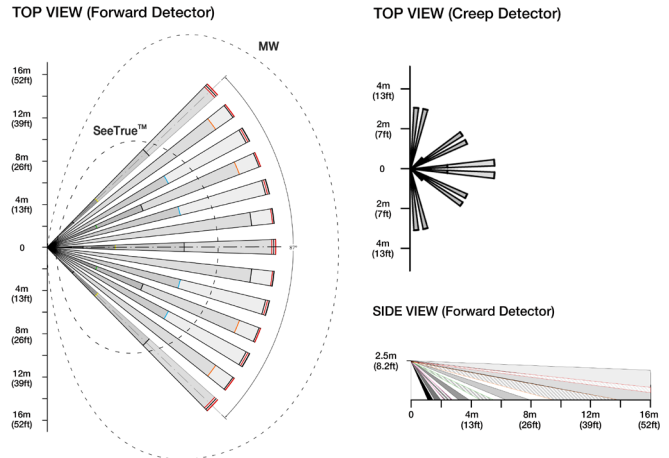 TOP VIEW (Forward Detector)
MW
16m
(52ft)
12m
(39ft)
SeeTrue™
8m
(26ft)
4m
(13ft)
0
4m
(13ft)
8m
(26ft)
12m
(39ft)
16m
(52ft)
TOP VIEW (Creep Detector)
4m
(13ft)
2m
(7ft)
0
2m
(7ft)
4m
(13ft)
SIDE VIEW (Forward Detector)
2.5m
(8.2ft)
0
4m
(13ft)
8m
(26ft)
12m
(39ft)
16m
(52ft)